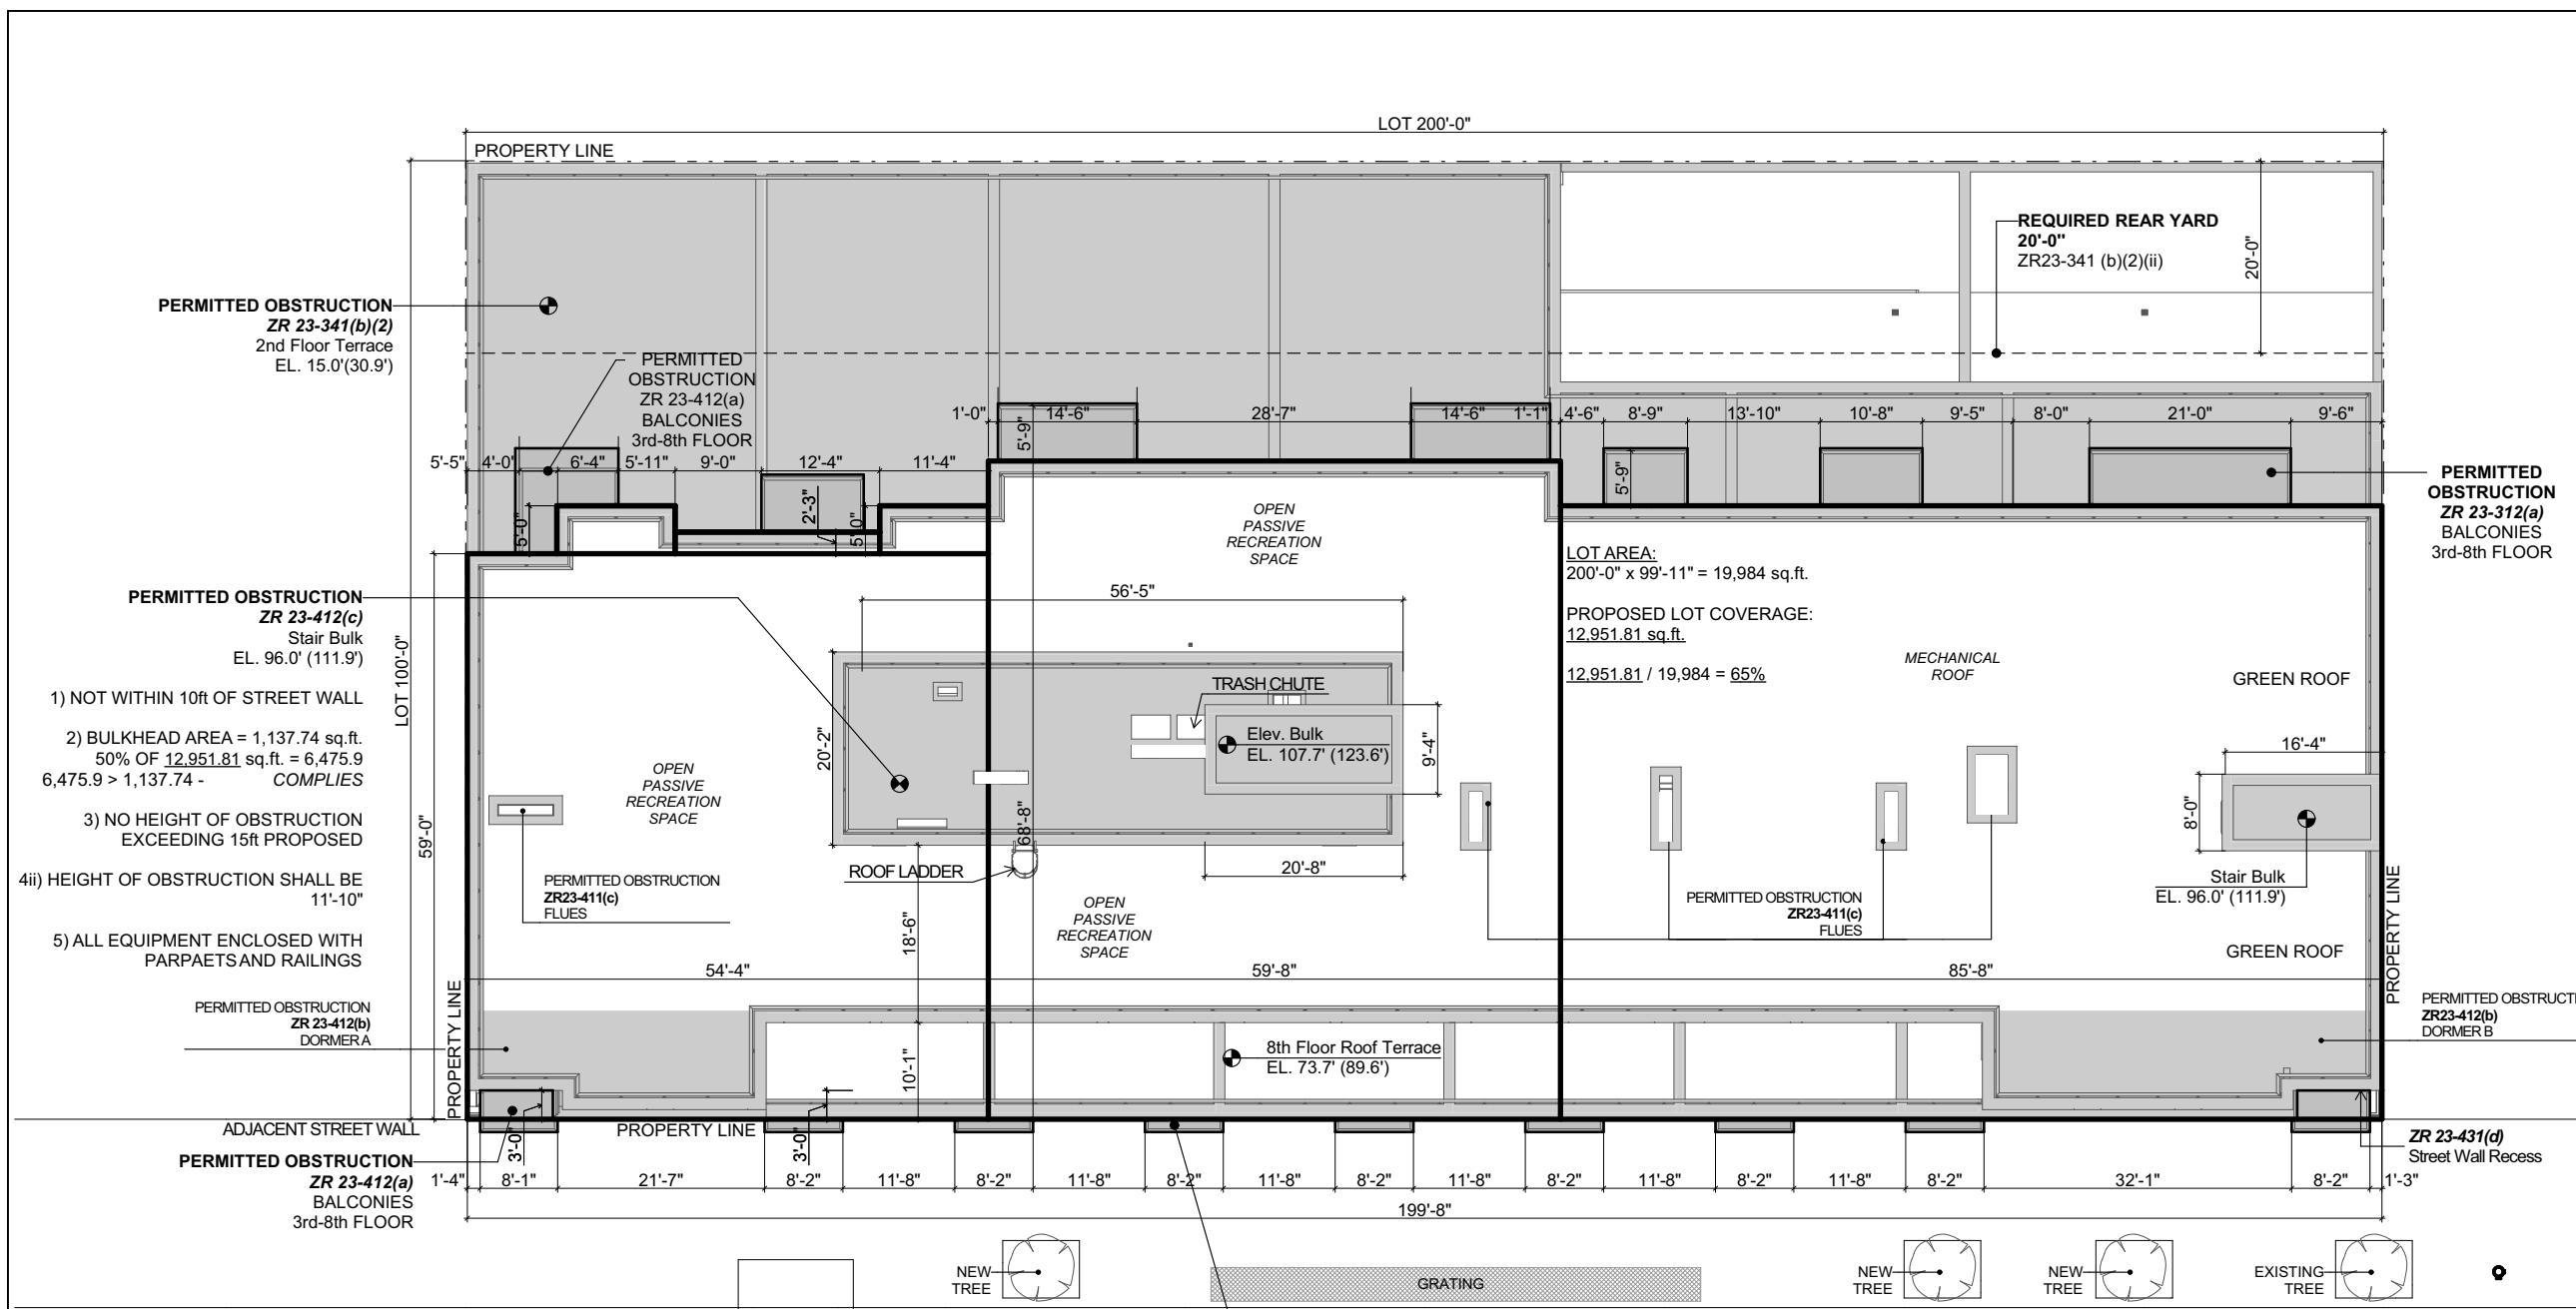 LOT 200'-0"
PROPERTY LINE
REQUIRED REAR YARD
20'-0"
ZR23-341 (b)(2)(ii)
20'-0"
PERMITTED OBSTRUCTION
ZR 23-341(b)(2)
2nd Floor Terrace
EL. 15.0'(30.9')
PERMITTED
OBSTRUCTION
ZR 23-412(a)
BALCONIES
3rd-8th FLOOR
1'-0"
14'-6"
28'-7"
14'-6"
1'-1"
4'-6"
8'-9"
13'-10"
10'-8"
9'-5"
8'-0"
21'-0"
9'-6"
5'-9"
5'-5"
4'-0"
6'-4"
5'-11"
9'-0"
12'-4"
11'-4"
5'-9"
2'-3"
5'-0"
5'-0"
PERMITTED
OBSTRUCTION
ZR 23-312(a)
BALCONIES
3rd-8th FLOOR
OPEN
PASSIVE
RECREATION
SPACE
LOT AREA:
200'-0" x 99'-11" = 19,984 sq.ft.
PROPOSED LOT COVERAGE:
12,951.81 sq.ft.
12,951.81 / 19,984 = 65%
56'-5"
PERMITTED OBSTRUCTION
ZR 23-412(c)
Stair Bulk
EL. 96.0' (111.9')
1) NOT WITHIN 10ft OF STREET WALL
2) BULKHEAD AREA = 1,137.74 sq.ft.
50% OF 12,951.81 sq.ft. = 6,475.9
6,475.9 > 1,137.74 - COMPLIES
3) NO HEIGHT OF OBSTRUCTION
EXCEEDING 15ft PROPOSED
4ii) HEIGHT OF OBSTRUCTION SHALL BE
11'-10"
5) ALL EQUIPMENT ENCLOSED WITH
PARPAETS AND RAILINGS
LOT 100'-0"
59'-0"
MECHANICAL
ROOF
GREEN ROOF
TRASH CHUTE
Elev. Bulk
EL. 107.7' (123.6')
9'-4"
20'-2"
16'-4"
8'-0"
OPEN
PASSIVE
RECREATION
SPACE
68'-8"
ROOF LADDER
20'-8"
PERMITTED OBSTRUCTION
ZR23-411(c)
FLUES
PERMITTED OBSTRUCTION
ZR23-411(c)
FLUES
Stair Bulk
EL. 96.0' (111.9')
OPEN
PASSIVE
RECREATION
SPACE
18'-6"
GREEN ROOF
PROPERTY LINE
54'-4"
59'-8"
85'-8"
PROPERTY LINE
PERMITTED OBSTRUCTION
ZR 23-412(b)
DORMER A
PERMITTED OBSTRUCTI
ZR23-412(b)
DORMER B
8th Floor Roof Terrace
EL. 73.7' (89.6')
10'-1"
3'-0"
3'-0"
ADJACENT STREET WALL
PROPERTY LINE
ZR 23-431(d)
Street Wall Recess
PERMITTED OBSTRUCTION
ZR 23-412(a)
BALCONIES
3rd-8th FLOOR
1'-4"
8'-1"
21'-7"
8'-2"
11'-8"
8'-2"
11'-8"
8'-2"
11'-8"
8'-2"
11'-8"
8'-2"
11'-8"
8'-2"
11'-8"
8'-2"
32'-1"
8'-2"
1'-3"
199'-8"
NEW
TREE
GRATING
NEW
TREE
NEW
TREE
EXISTING
TREE